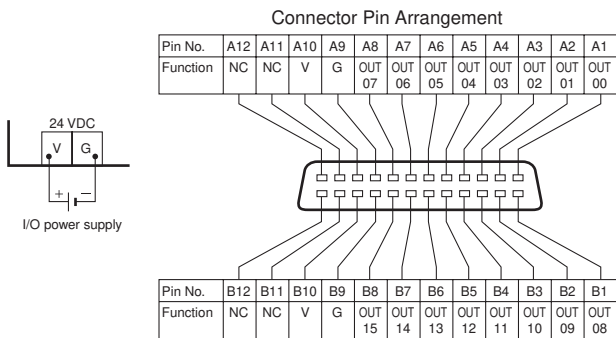 Connector Pin Arrangement
Pin No. A12 A11 A10 A9 A8 A7 A6 A5 A4 A3 A2 A1
Function NC NC V G OUT 07 OUT 06 OUT 05 OUT 04 OUT 03 OUT 02 OUT 01 OUT 00
24 VDC
V G
+ −
I/O power supply
Pin No. B12 B11 B10 B9 B8 B7 B6 B5 B4 B3 B2 B1
Function NC NC V G OUT 15 OUT 14 OUT 13 OUT 12 OUT 11 OUT 10 OUT 09 OUT 08